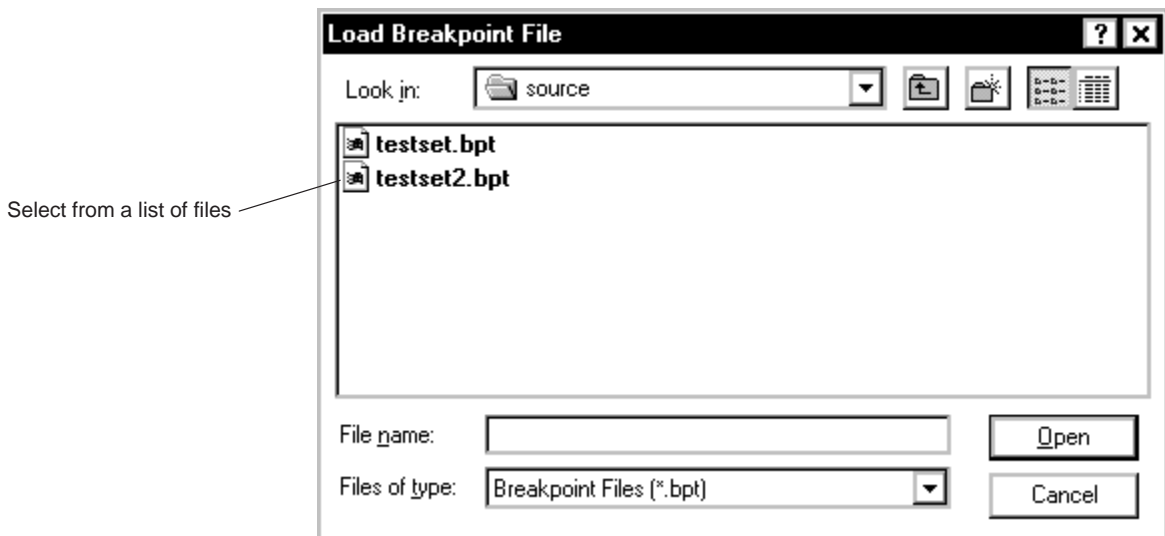 Load Breakpoint File
Look in: source
testset.bpt
testset2.bpt
Select from a list of files
File name:
Open
Files of type: Breakpoint Files (*.bpt)
Cancel